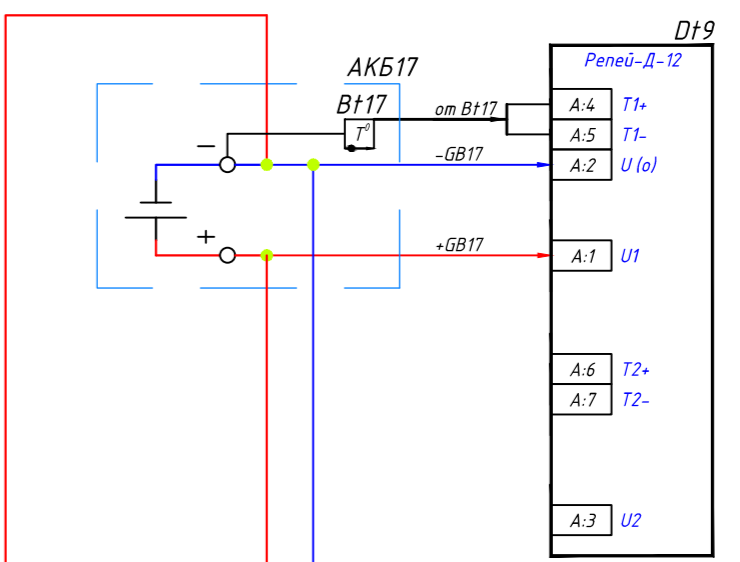 Dt9
Репей-Д-12
АКБ17
Bt17
от Bt17
A:4 T1+
T⁰
A:5 T1-
−
-GB17
A:2 U (о)
+
+GB17
A:1 U1
A:6 T2+
A:7 T2-
A:3 U2